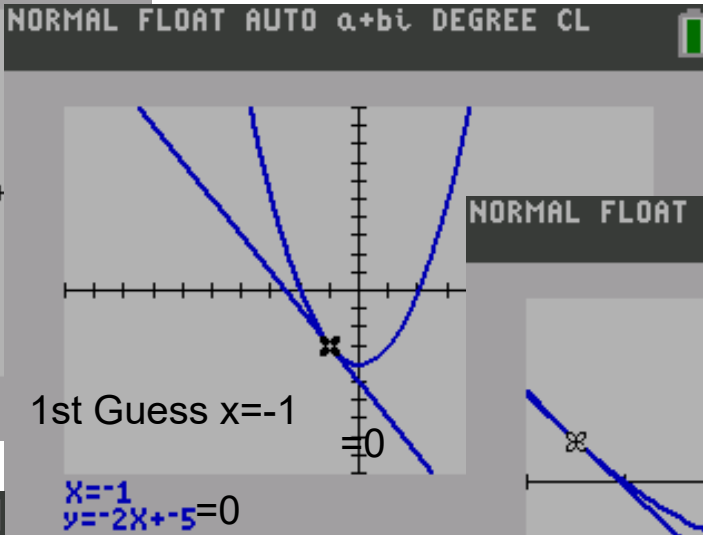 NORMAL FLOAT AUTO a+bi DEGREE CL
NORMAL FLOAT
1st Guess x=-1
=0
X=-1
y=-2X+-5=0